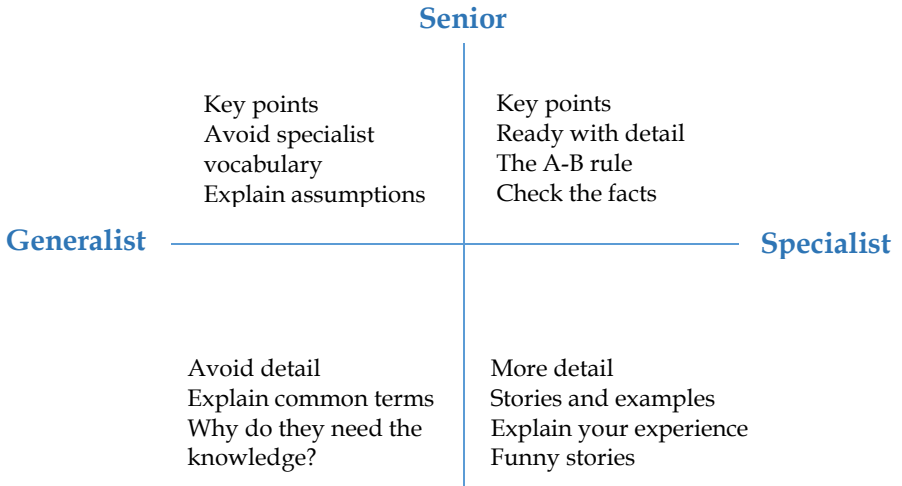 Senior
Key points
Avoid specialist
vocabulary
Explain assumptions
Key points
Ready with detail
The A-B rule
Check the facts
Generalist
Specialist
Avoid detail
Explain common terms
Why do they need the
knowledge?
More detail
Stories and examples
Explain your experience
Funny stories